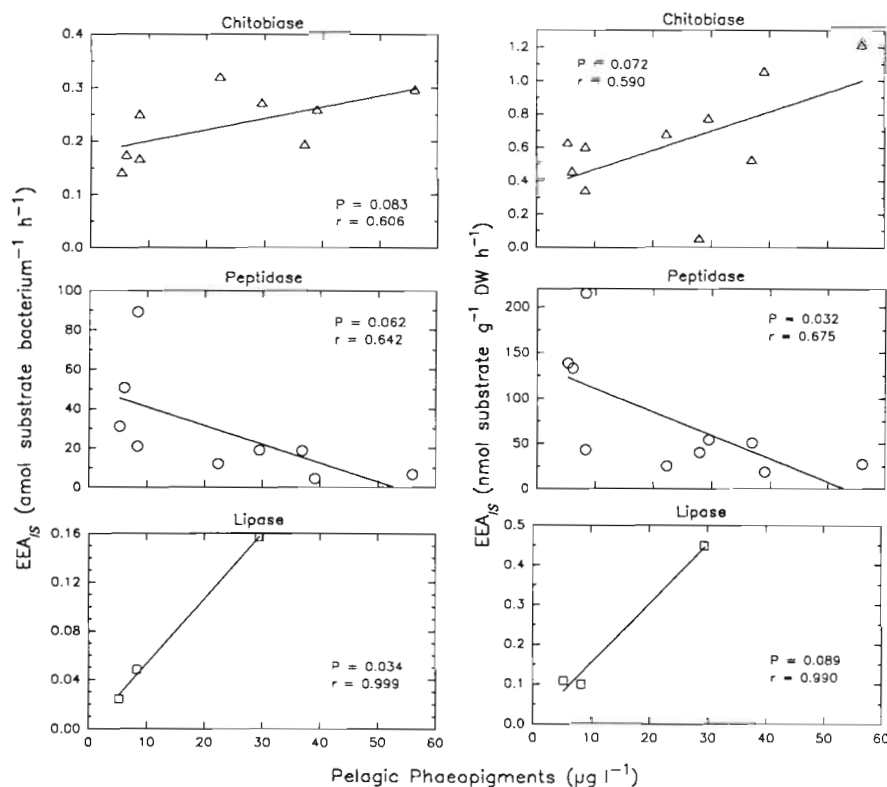 Chitobiase
0.4
0.3
0.2
0.1
0.0
P = 0.083
r = 0.606
Peptidase
100
80
60
40
20
0
P = 0.062
r = 0.642
Lipase
0.16
0.12
0.08
0.04
0.00
P = 0.034
r = 0.999
0 10 20 30 40 50 60
EEA_IS (amol substrate bacterium⁻¹ h⁻¹)
Chitobiase
1.2
1.0
0.8
0.6
0.4
0.2
0.0
P = 0.072
r = 0.590
Peptidase
200
150
100
50
0
P = 0.032
r = 0.675
Lipase
0.5
0.4
0.3
0.2
0.1
0.0
P = 0.089
r = 0.990
0 10 20 30 40 50 60
EEA_IS (nmol substrate g⁻¹ DW h⁻¹)
Pelagic Phaeopigments (µg l⁻¹)